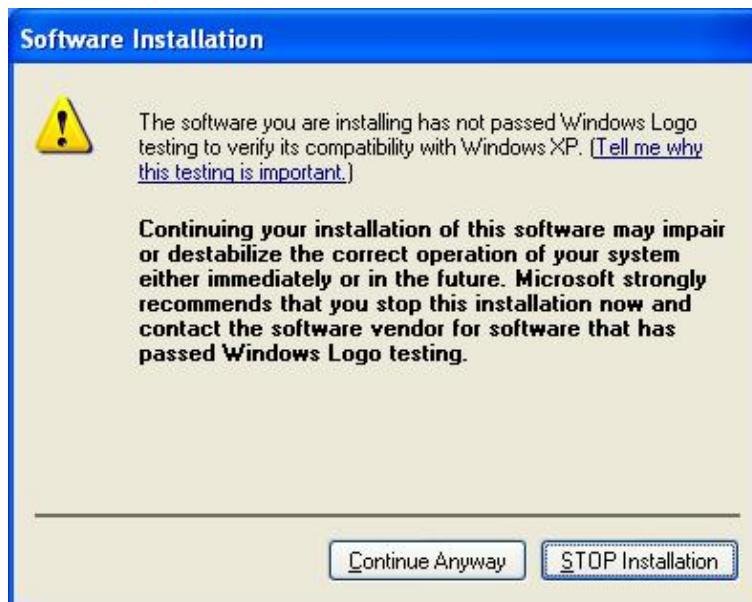 Software Installation
The software you are installing has not passed Windows Logo
testing to verify its compatibility with Windows XP. (Tell me why
this testing is important.)
Continuing your installation of this software may impair
or destabilize the correct operation of your system
either immediately or in the future. Microsoft strongly
recommends that you stop this installation now and
contact the software vendor for software that has
passed Windows Logo testing.
Continue Anyway
STOP Installation